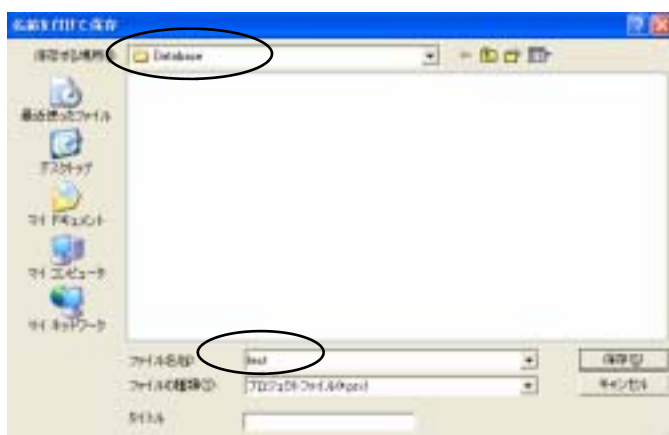 名前を付けて保存
保存する場所(I):
Database
最近使ったファイル
デスクトップ
マイ ドキュメント
マイ コンピュータ
マイ ネットワーク
ファイル名(N):
test
保存(S)
ファイルの種類(T):
キャンセル
タイトル